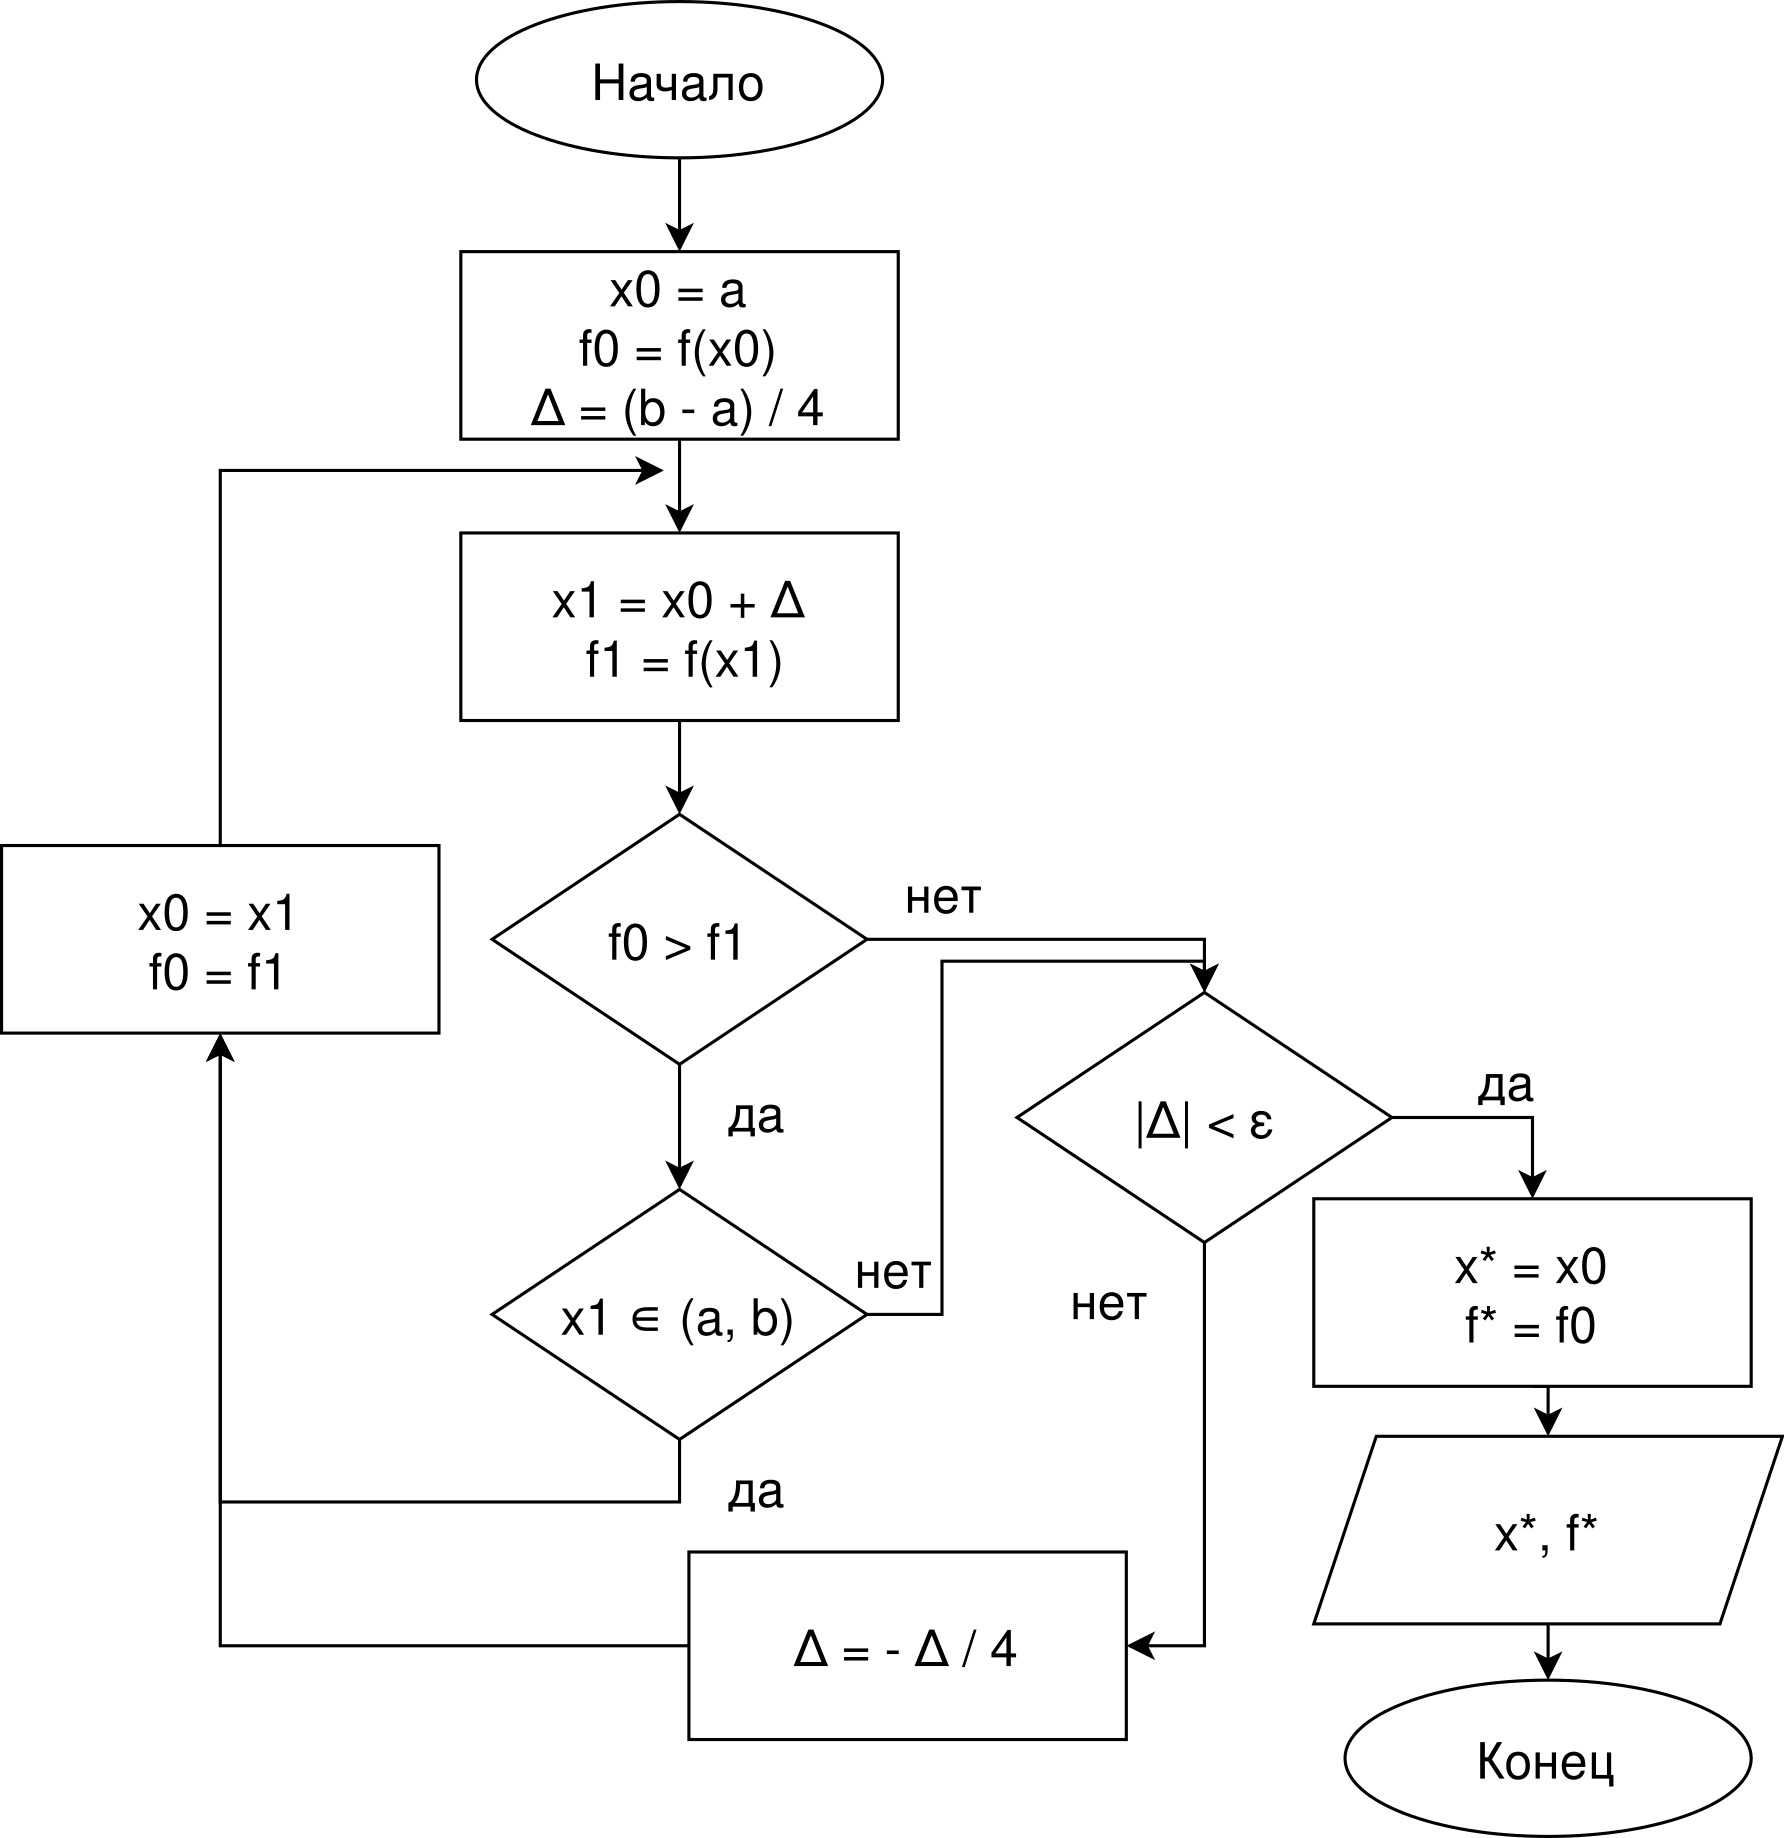 Начало
x0 = a
f0 = f(x0)
Δ = (b - a) / 4
x1 = x0 + Δ
f1 = f(x1)
x0 = x1
f0 = f1
f0 > f1
нет
да
|Δ| < ε
да
x1 ∈ (a, b)
нет
нет
x* = x0
f* = f0
да
x*, f*
Δ = - Δ / 4
Конец